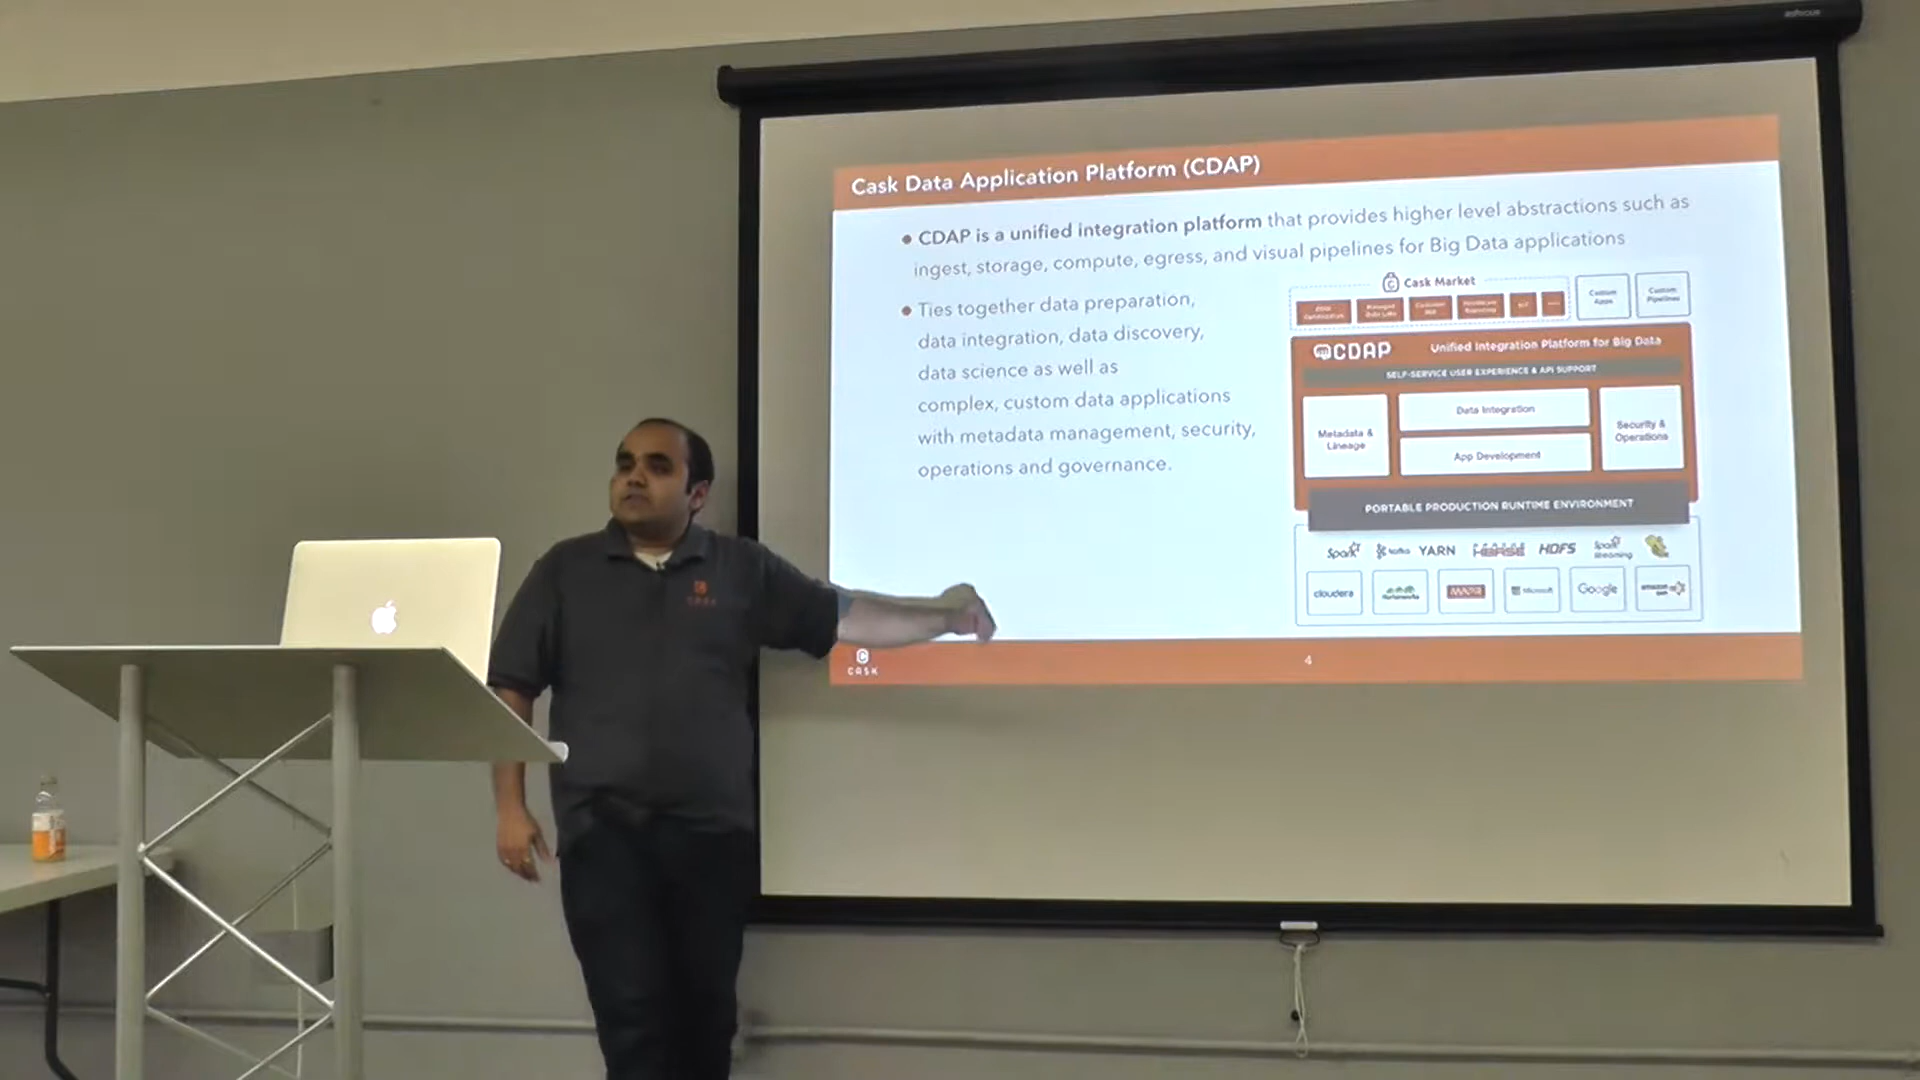 Cask Data Application Platform (CDAP)
• CDAP is a unified integration platform that provides higher level abstractions such as
ingest, storage, compute, egress, and visual pipelines for Big Data applications
• Ties together data preparation,
data integration, data discovery,
data science as well as
complex, custom data applications
with metadata management, security,
operations and governance.
Cask Market
Custom
Apps
Custom
Pipelines
CDAP
Unified Integration Platform for Big Data
SELF-SERVICE USER EXPERIENCE & API SUPPORT
Metadata &
Lineage
Data Integration
App Development
Security &
Operations
PORTABLE PRODUCTION RUNTIME ENVIRONMENT
Spark
kafka
YARN
HBASE
HDFS
Spark
Streaming
cloudera
Hortonworks
MAPR
Microsoft
Google
amazon
CASK
4
CASK